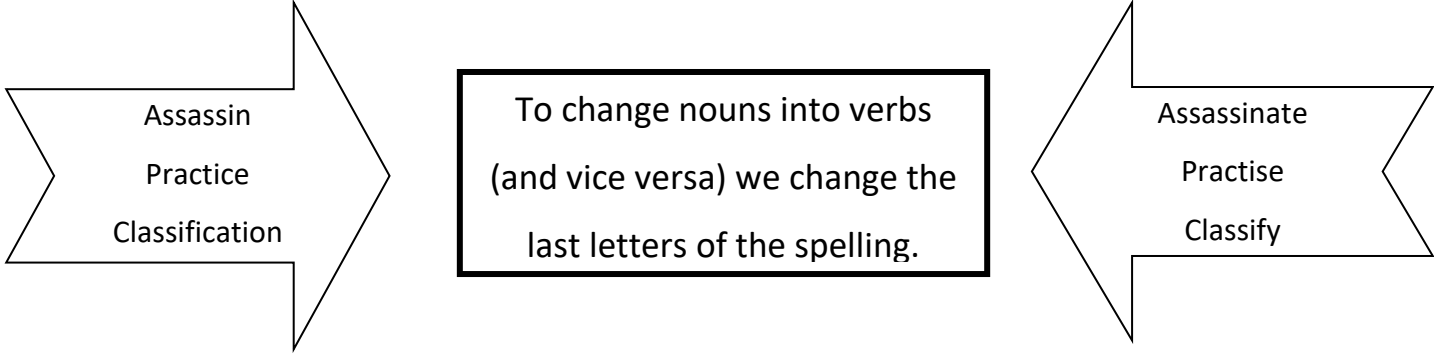 Assassin
Practice
Classification
To change nouns into verbs
(and vice versa) we change the
last letters of the spelling.
Assassinate
Practise
Classify